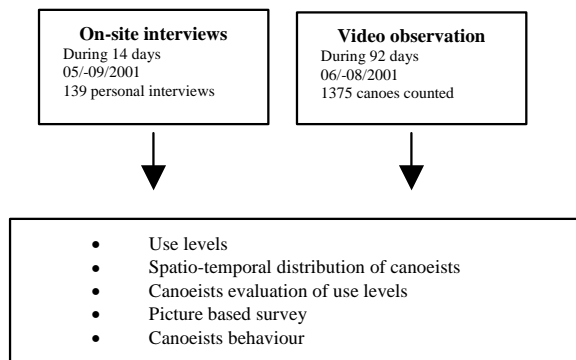 On-site interviews
During 14 days
05/-09/2001
139 personal interviews
Video observation
During 92 days
06/-08/2001
1375 canoes counted
• Use levels
• Spatio-temporal distribution of canoeists
• Canoeists evaluation of use levels
• Picture based survey
• Canoeists behaviour